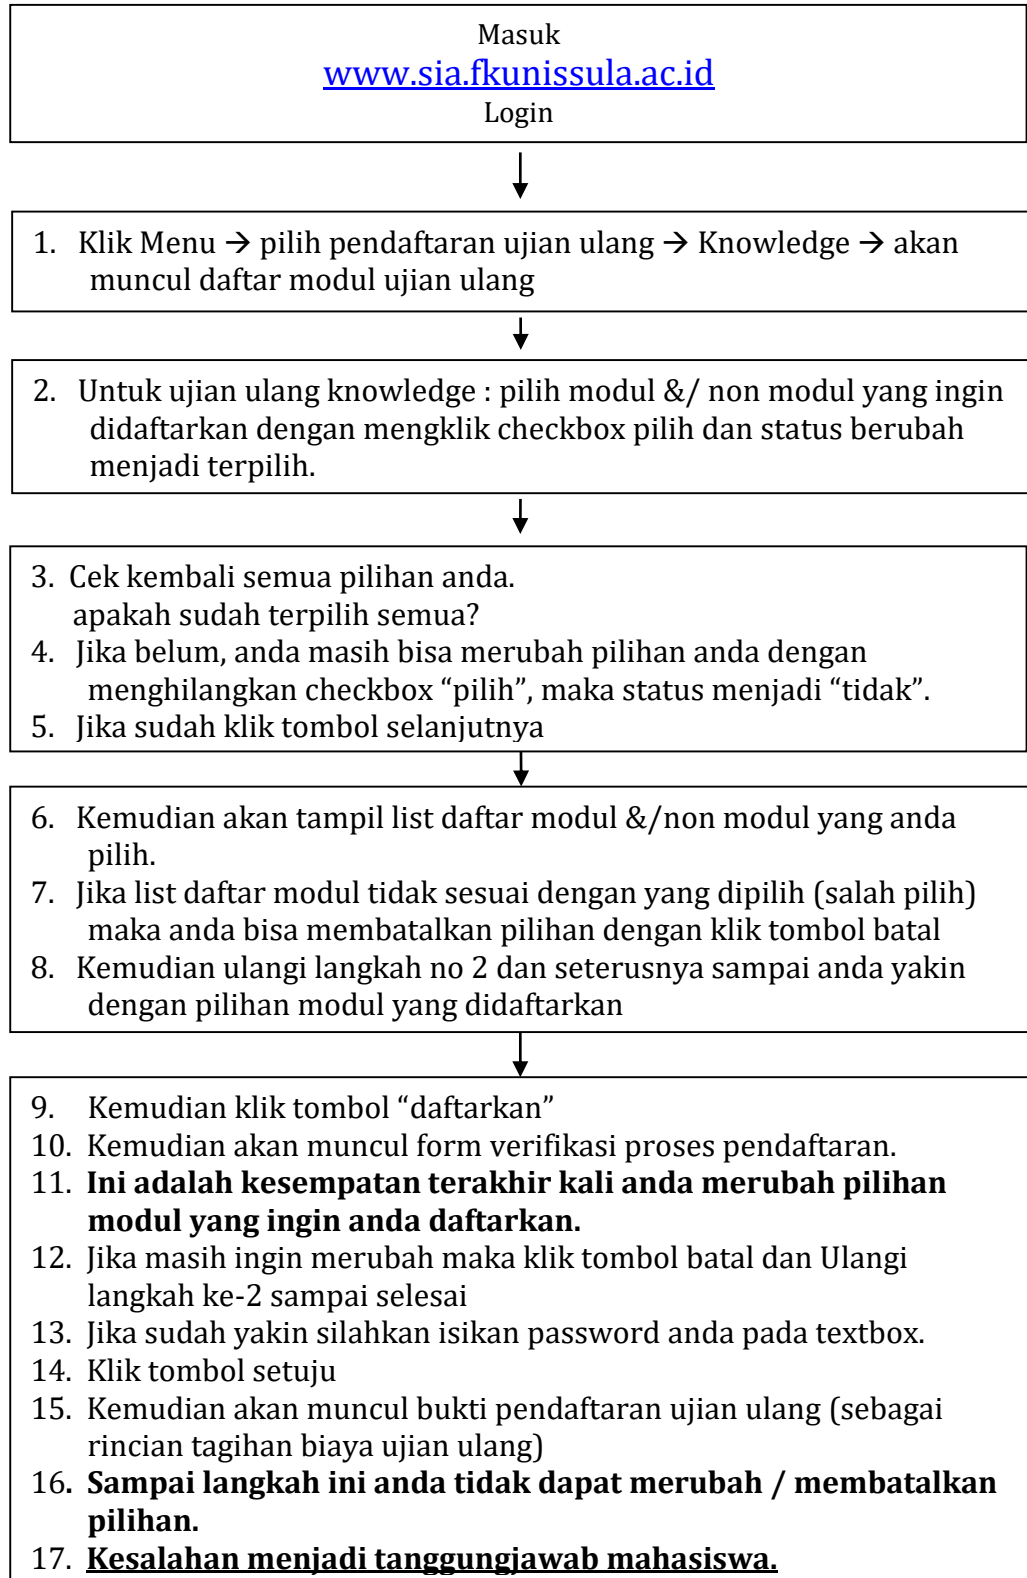 Masuk
www.sia.fkunissula.ac.id
Login
1. Klik Menu → pilih pendaftaran ujian ulang → Knowledge → akan
muncul daftar modul ujian ulang
2. Untuk ujian ulang knowledge : pilih modul &/ non modul yang ingin
didaftarkan dengan mengklik checkbox pilih dan status berubah
menjadi terpilih.
3. Cek kembali semua pilihan anda.
apakah sudah terpilih semua?
4. Jika belum, anda masih bisa merubah pilihan anda dengan
menghilangkan checkbox “pilih”, maka status menjadi “tidak”.
5. Jika sudah klik tombol selanjutnya
6. Kemudian akan tampil list daftar modul &/non modul yang anda
pilih.
7. Jika list daftar modul tidak sesuai dengan yang dipilih (salah pilih)
maka anda bisa membatalkan pilihan dengan klik tombol batal
8. Kemudian ulangi langkah no 2 dan seterusnya sampai anda yakin
dengan pilihan modul yang didaftarkan
9. Kemudian klik tombol “daftarkan”
10. Kemudian akan muncul form verifikasi proses pendaftaran.
11. Ini adalah kesempatan terakhir kali anda merubah pilihan
modul yang ingin anda daftarkan.
12. Jika masih ingin merubah maka klik tombol batal dan Ulangi
langkah ke-2 sampai selesai
13. Jika sudah yakin silahkan isikan password anda pada textbox.
14. Klik tombol setuju
15. Kemudian akan muncul bukti pendaftaran ujian ulang (sebagai
rincian tagihan biaya ujian ulang)
16. Sampai langkah ini anda tidak dapat merubah / membatalkan
pilihan.
17. Kesalahan menjadi tanggungjawab mahasiswa.